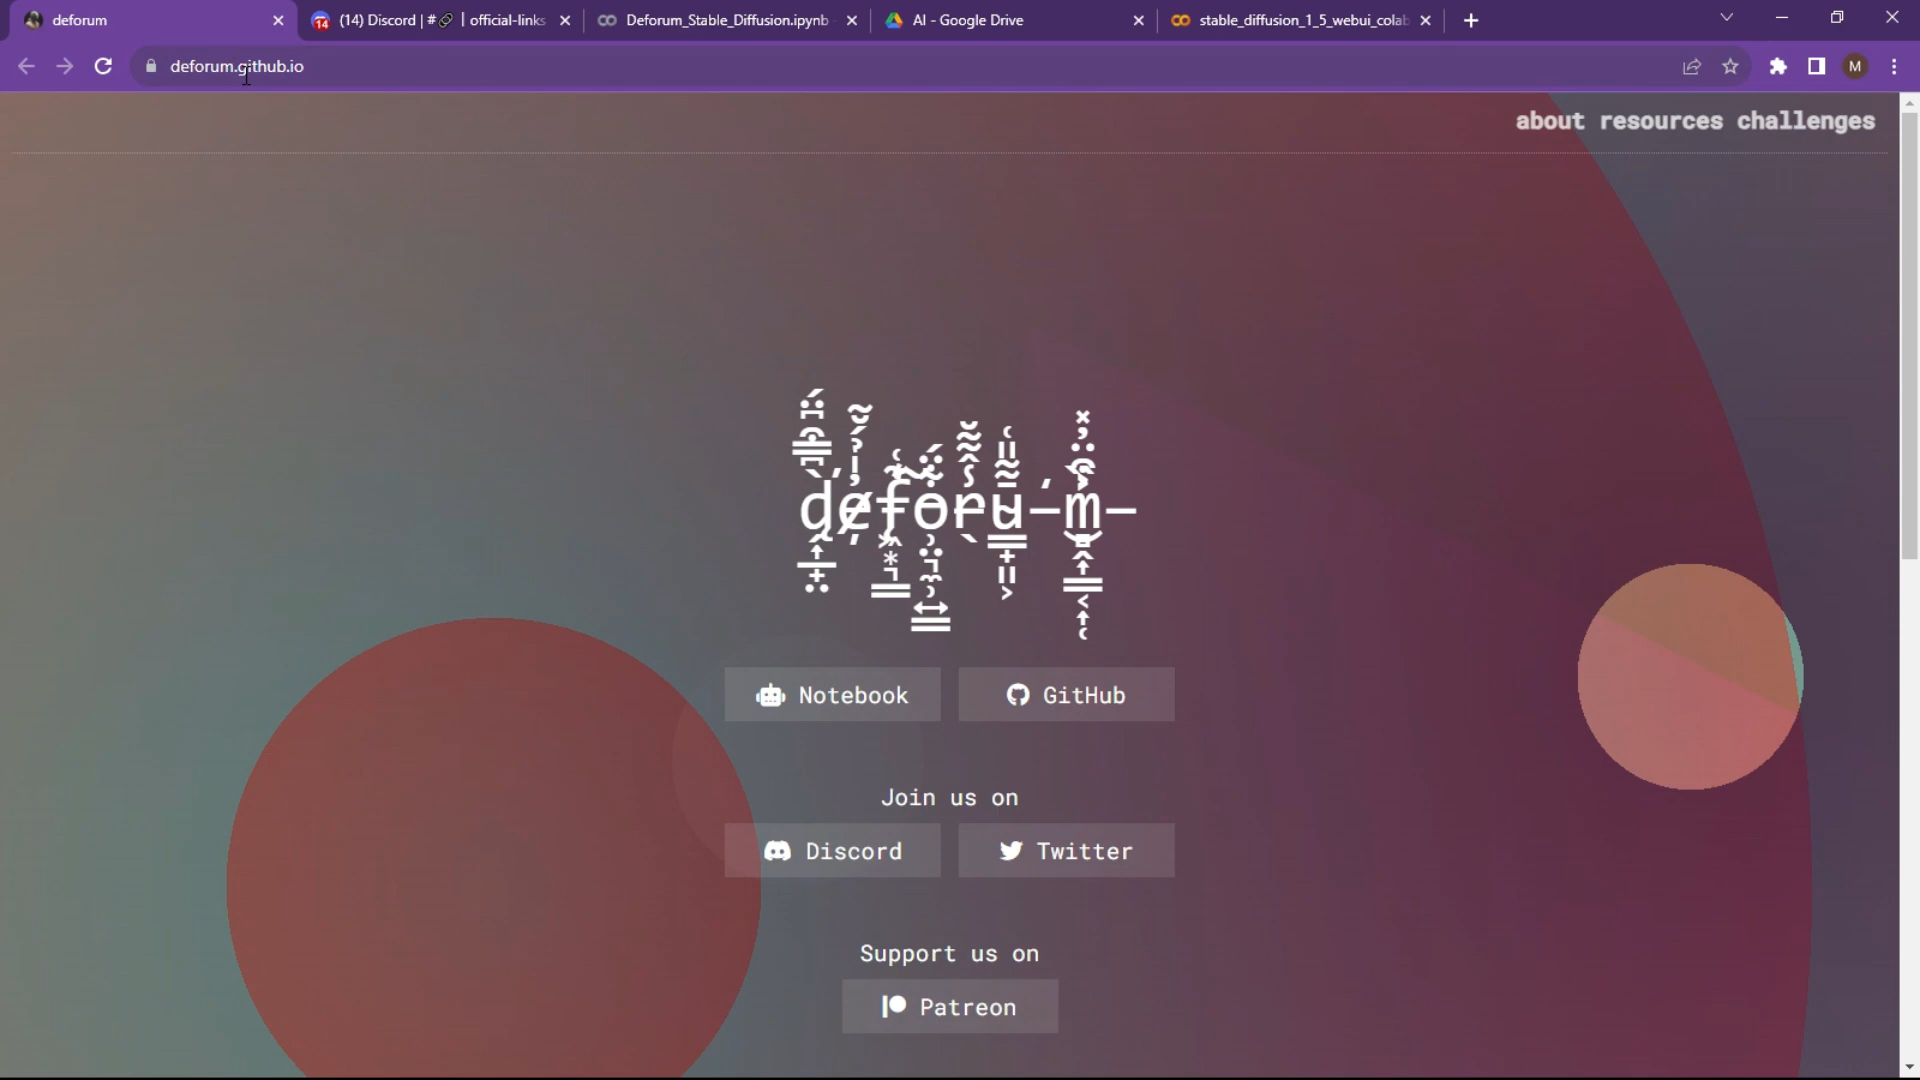 deforum
(14) Discord | #🔗 | official-links
Deforum_Stable_Diffusion.ipynb
AI - Google Drive
stable_diffusion_1_5_webui_colab
deforum.github.io
M
about resources challenges
deforum
Notebook
GitHub
Join us on
Discord
Twitter
Support us on
Patreon